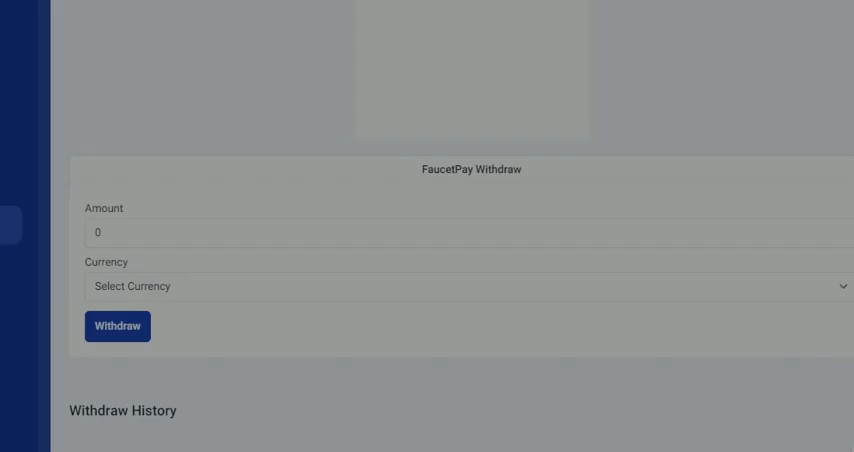 FaucetPay Withdraw
Amount
0
Currency
Select Currency
Withdraw
Withdraw History